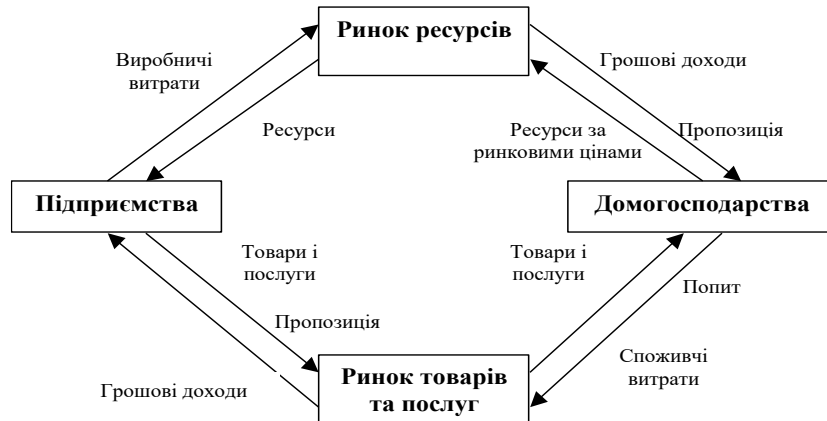 Ринок ресурсів
Виробничі
витрати
Грошові доходи
Ресурси
Ресурси за
ринковими цінами
Пропозиція
Підприємства
Домогосподарства
Товари і
послуги
Товари і
послуги
Попит
Пропозиція
Споживчі
витрати
Грошові доходи
Ринок товарів
та послуг